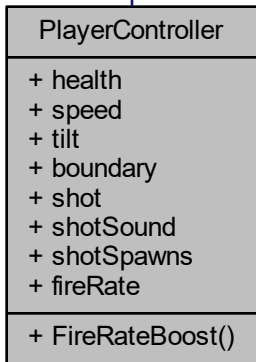 PlayerController
+ health
+ speed
+ tilt
+ boundary
+ shot
+ shotSound
+ shotSpawns
+ fireRate
+ FireRateBoost()